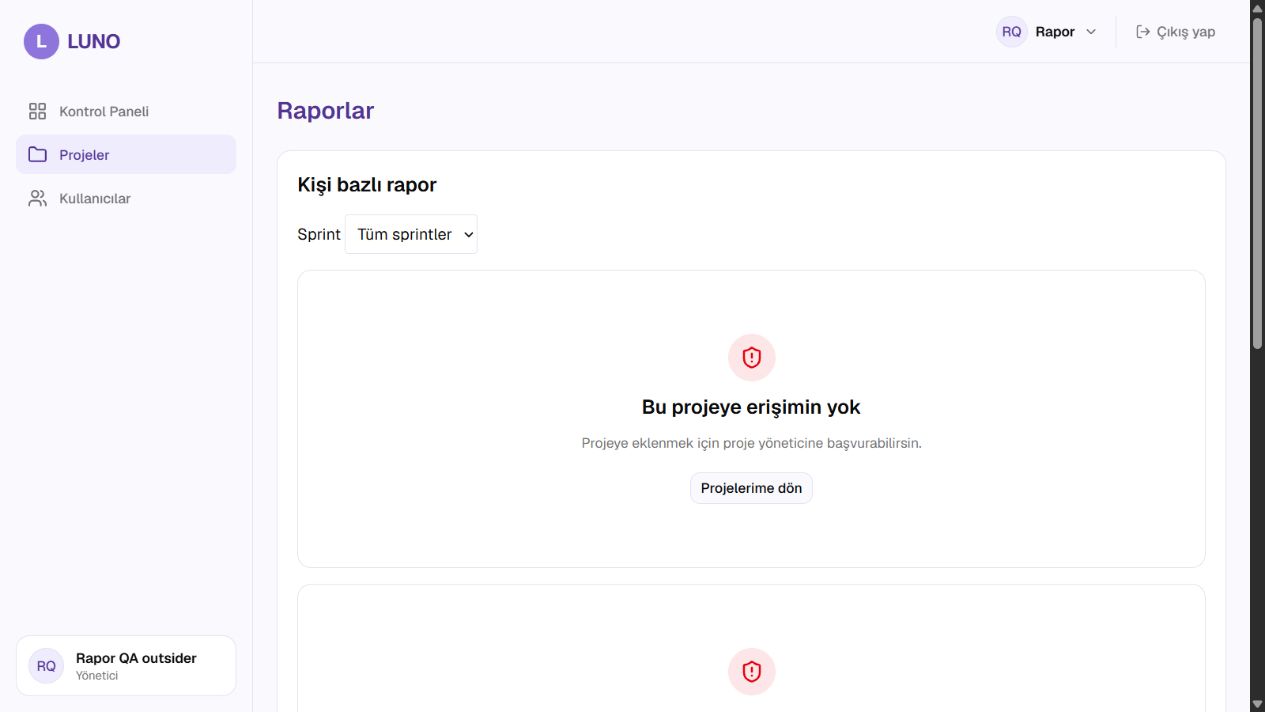 L LUNO
Kontrol Paneli
Projeler
Kullanıcılar
RQ Rapor QA outsider
Yönetici
RQ Rapor
Çıkış yap
Raporlar
Kişi bazlı rapor
Sprint Tüm sprintler
Bu projeye erişimin yok
Projeye eklenmek için proje yöneticine başvurabilirsin.
Projelerime dön